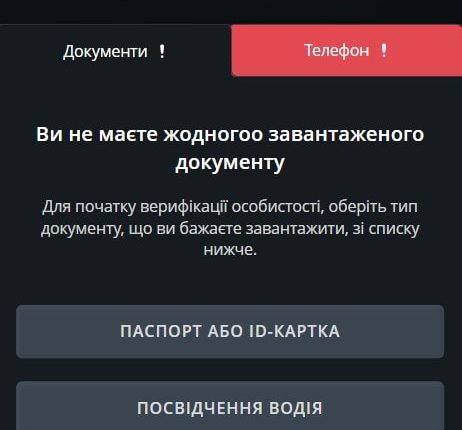 Документи !
Телефон !
Ви не маєте жодногоо завантаженого
документу
Для початку верифікації особистості, оберіть тип
документу, що ви бажаєте завантажити, зі списку
нижче.
ПАСПОРТ АБО ID-КАРТКА
ПОСВІДЧЕННЯ ВОДІЯ